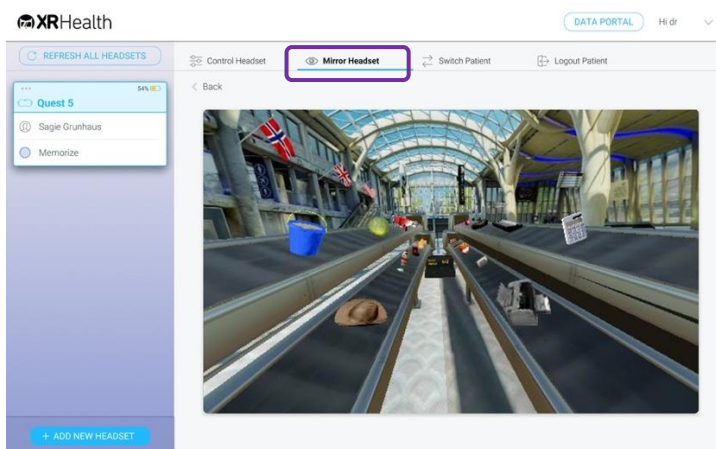 XRHealth
DATA PORTAL
Hi dr
REFRESH ALL HEADSETS
Control Headset
Mirror Headset
Switch Patient
Logout Patient
Back
54%
Quest 5
Sagie Grunhaus
Memorize
+ ADD NEW HEADSET